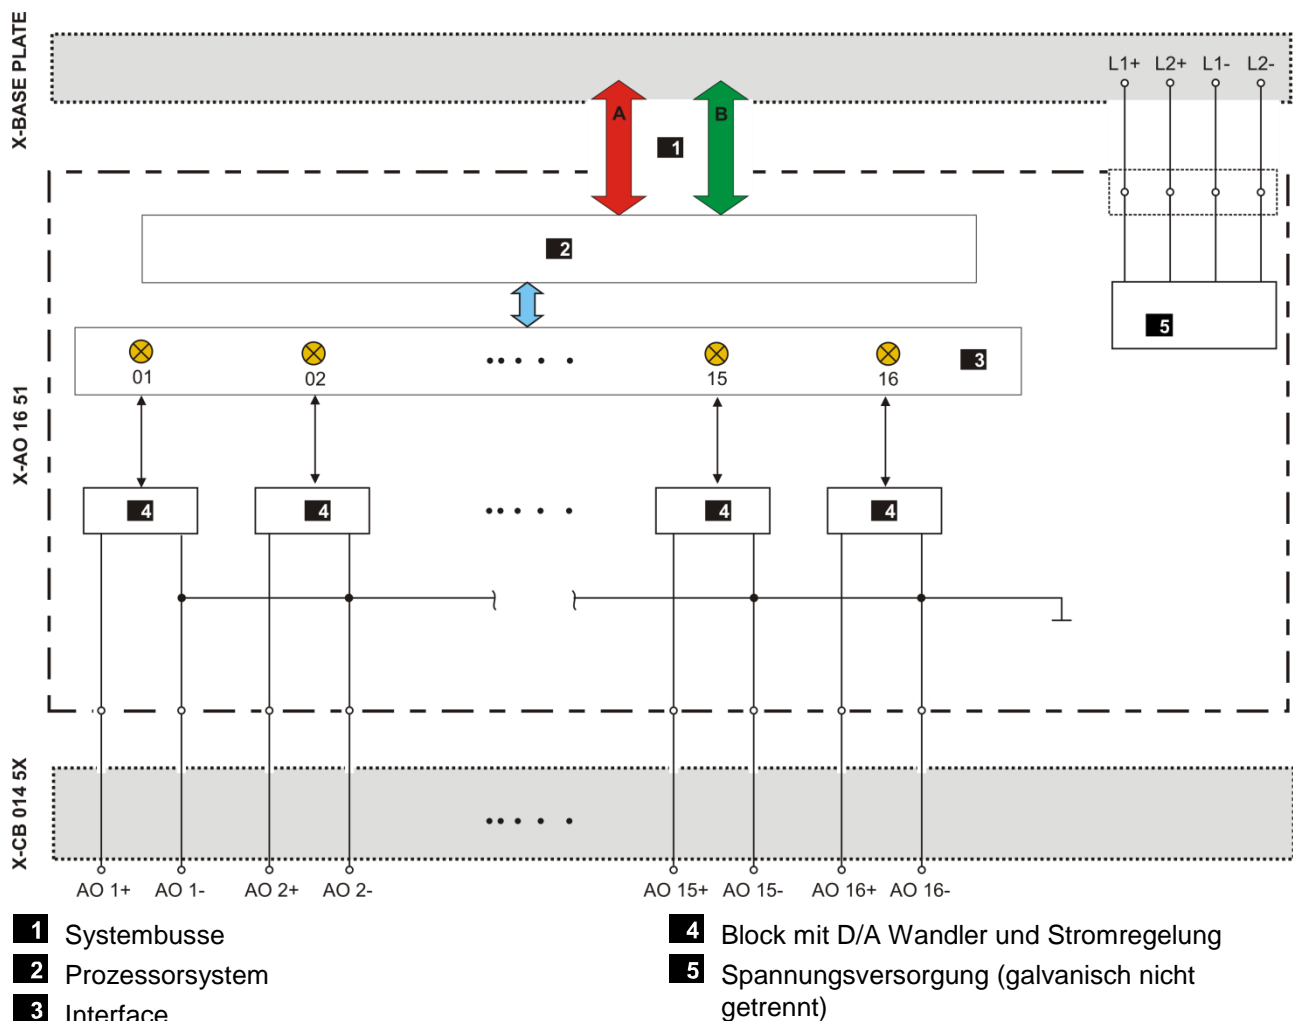 X-BASE PLATE
L1+ L2+ L1- L2-
A B
1
2
5
01 02 15 16 3
X-AO 16 51
4 4 4 4
X-CB 014 5X
AO 1+ AO 1- AO 2+ AO 2- AO 15+ AO 15- AO 16+ AO 16-
1 Systembusse
2 Prozessorsystem
3 Interface
4 Block mit D/A Wandler und Stromregelung
5 Spannungsversorgung (galvanisch nicht
getrennt)